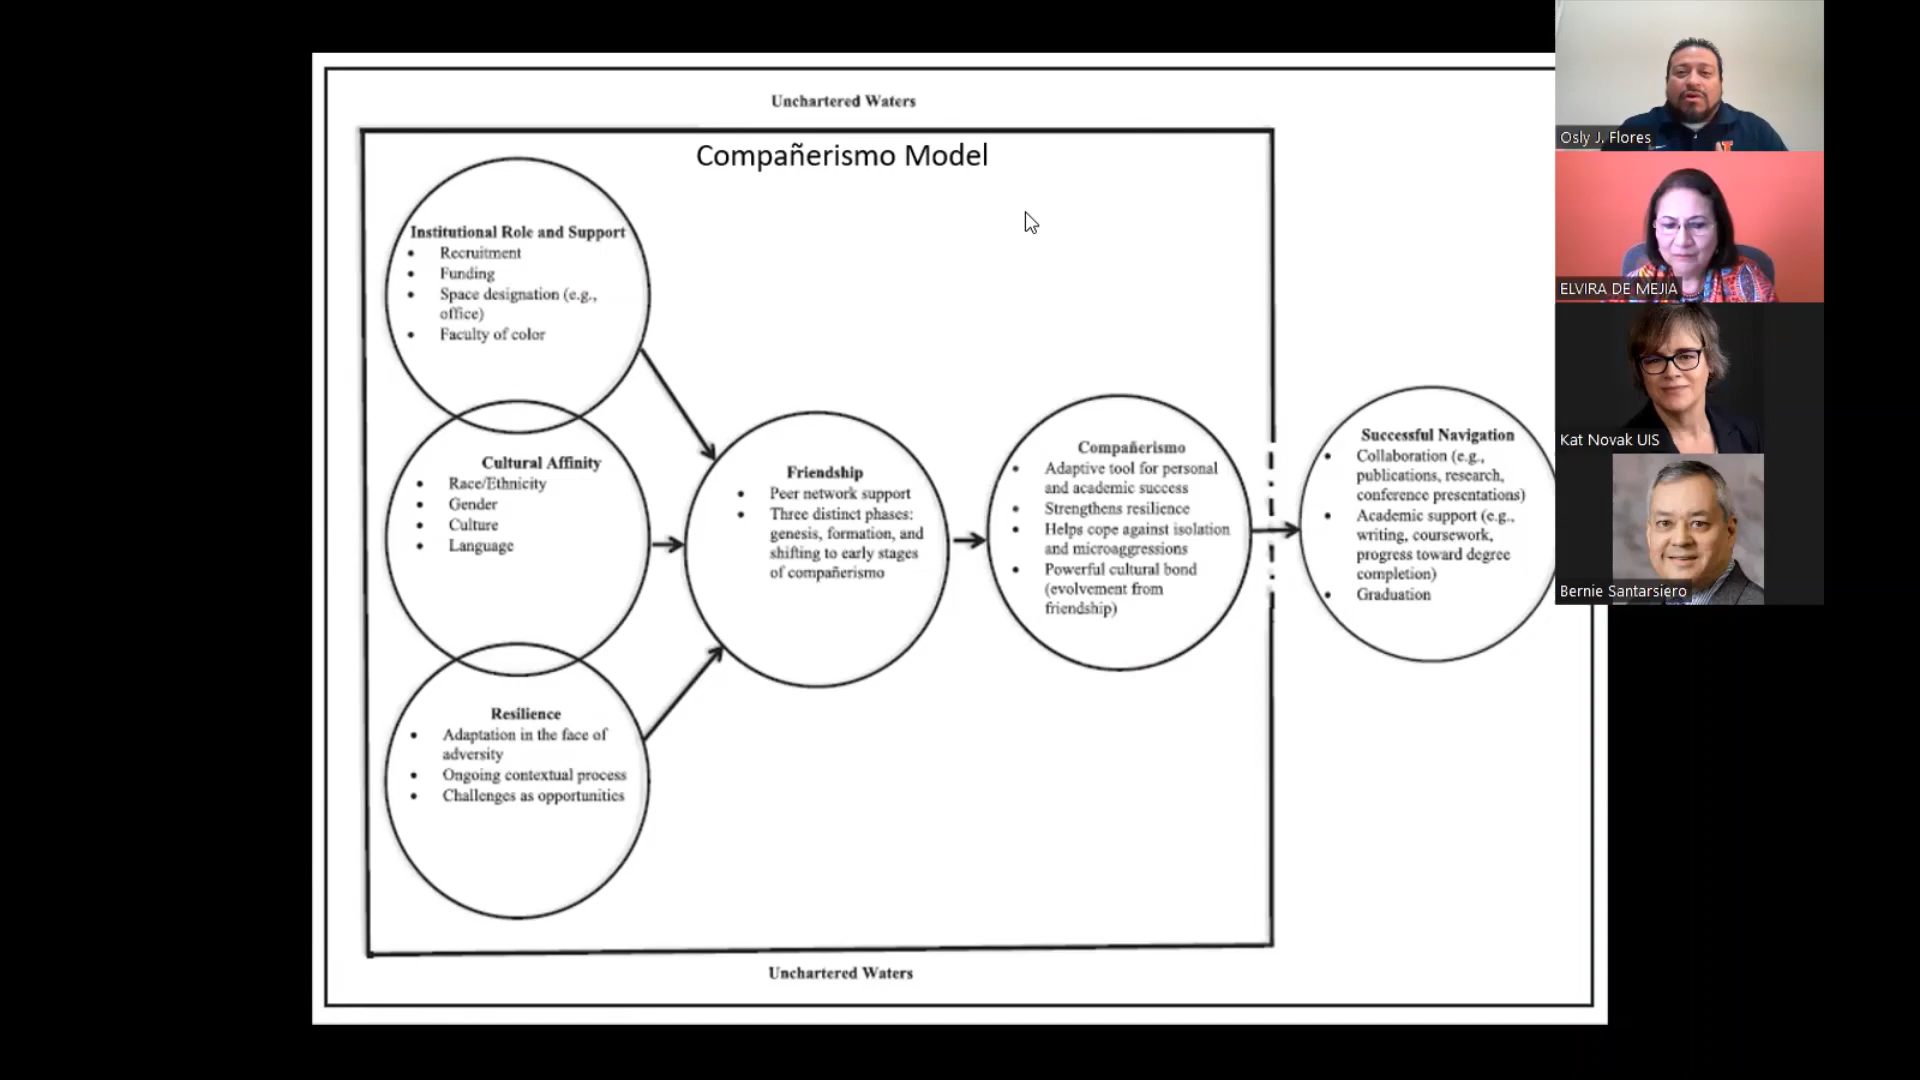 Unchartered Waters
Compañerismo Model
Institutional Role and Support
• Recruitment
• Funding
• Space designation (e.g.,
office)
• Faculty of color
Cultural Affinity
• Race/Ethnicity
• Gender
• Culture
• Language
Resilience
• Adaptation in the face of
adversity
• Ongoing contextual process
• Challenges as opportunities
Friendship
• Peer network support
• Three distinct phases:
genesis, formation, and
shifting to early stages
of compañerismo
Compañerismo
• Adaptive tool for personal
and academic success
• Strengthens resilience
• Helps cope against isolation
and microaggressions
• Powerful cultural bond
(evolvement from
friendship)
Successful Navigation
• Collaboration (e.g.,
publications, research,
conference presentations)
• Academic support (e.g.,
writing, coursework,
progress toward degree
completion)
• Graduation
Unchartered Waters
Osly J. Flores
ELVIRA DE MEJIA
Kat Novak UIS
Bernie Santarsiero